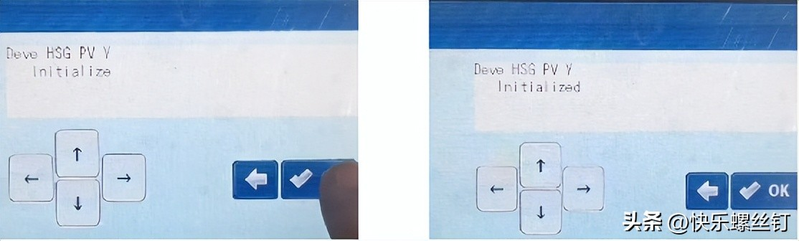 Deve HSG PV Y
Initialize
Deve HSG PV Y
Initialized
OK
头条 @快乐螺丝钉